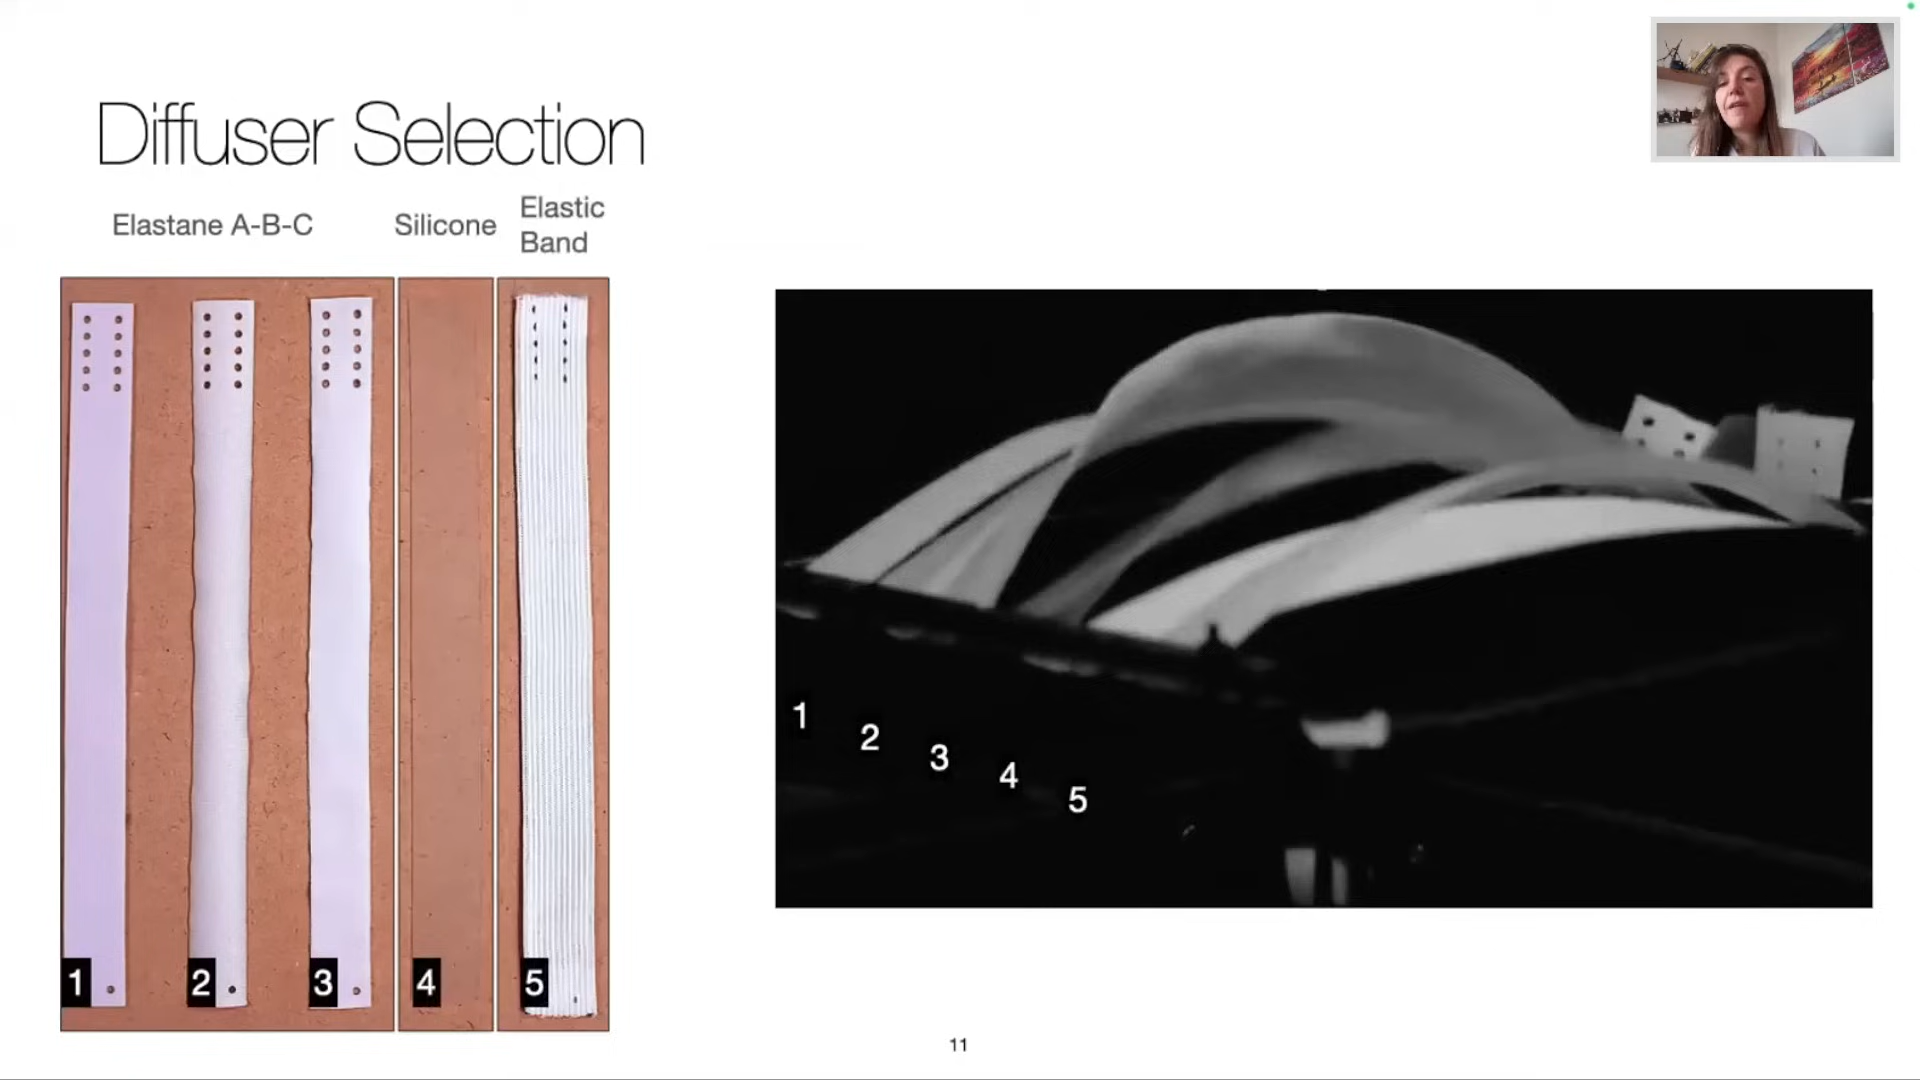 Diffuser Selection
Elastane A-B-C
Silicone
Elastic
Band
1
2
3
4
5
1
2
3
4
5
11